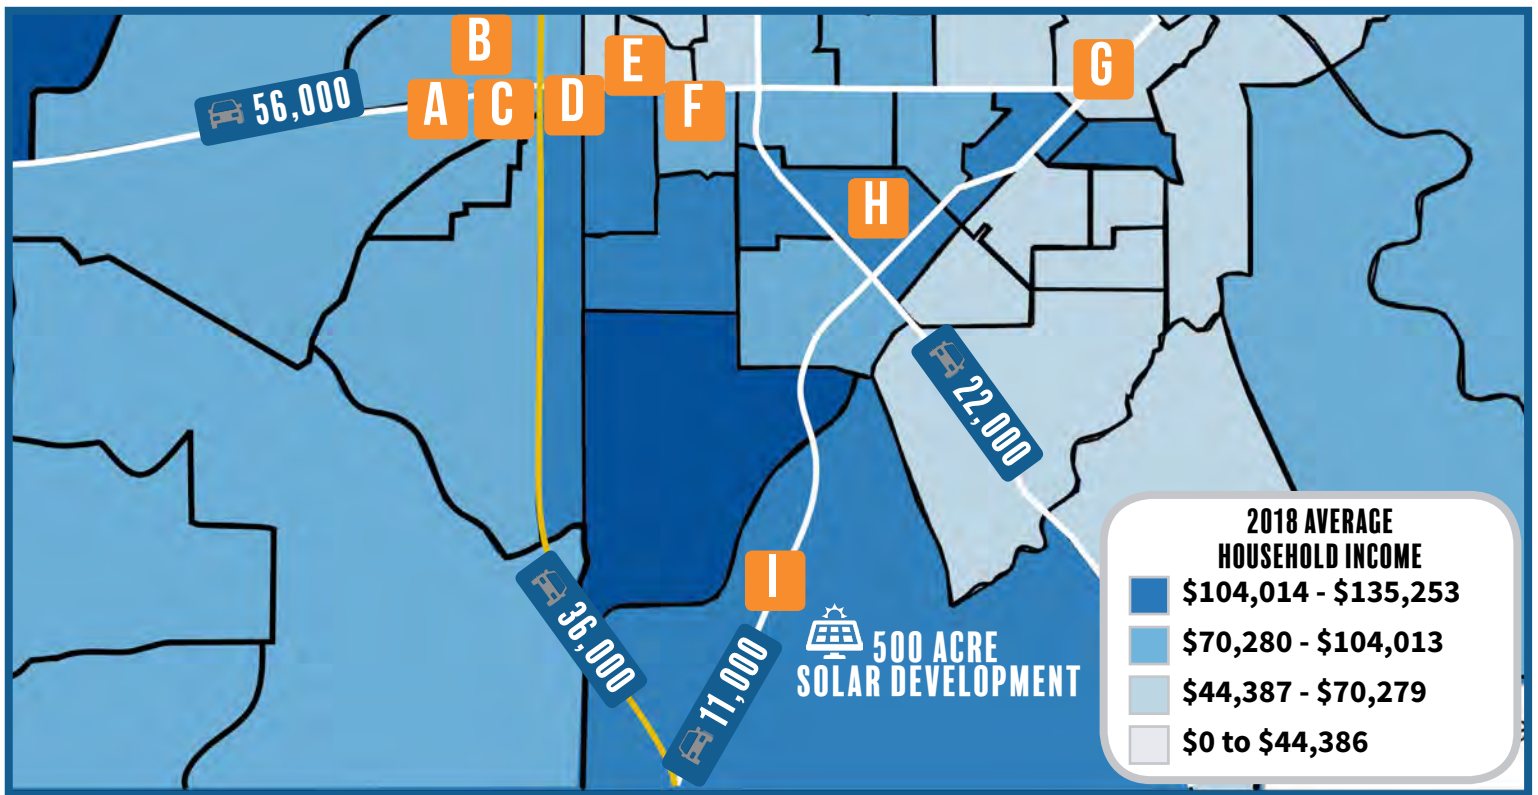 B
E
G
56,000
A
C
D
F
H
22,000
I
36,000
11,000
500 ACRE
SOLAR DEVELOPMENT
2018 AVERAGE
HOUSEHOLD INCOME
$104,014 - $135,253
$70,280 - $104,013
$44,387 - $70,279
$0 to $44,386